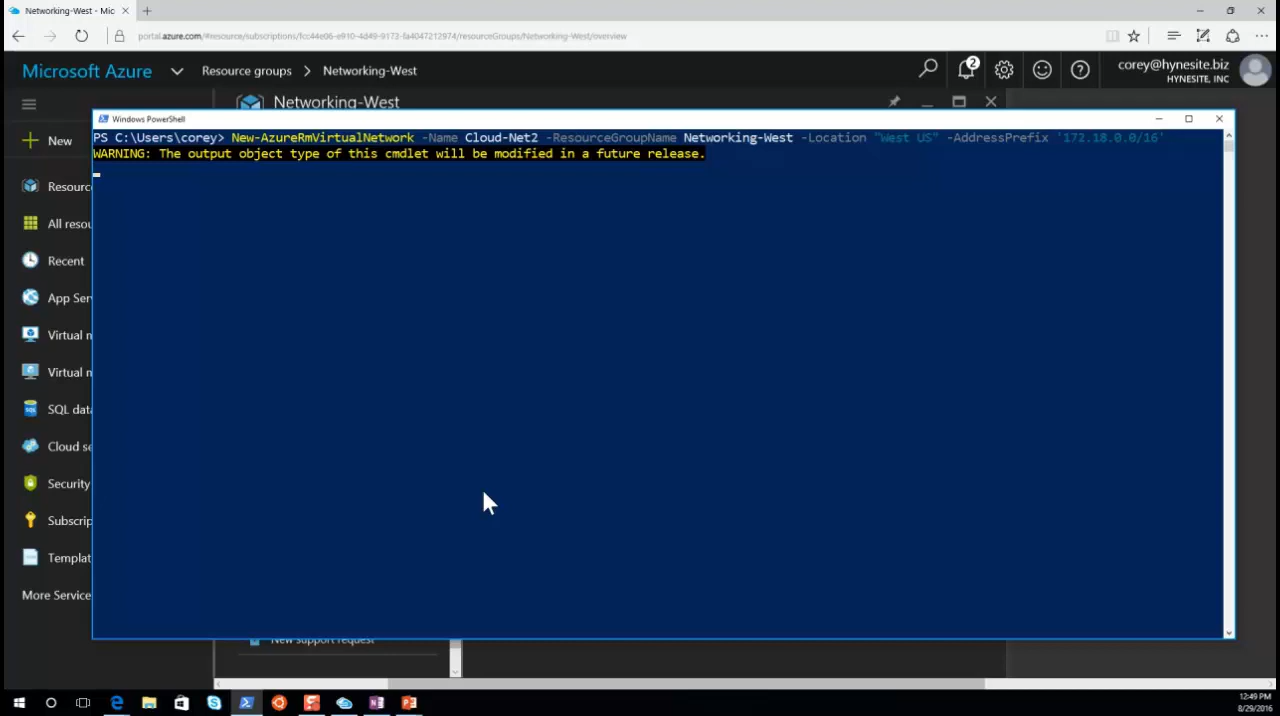 Networking-West - Mic
portal.azure.com/#resource/subscriptions/fcc44e06-e910-4d49-9173-fa4047212974/resourceGroups/Networking-West/overview
Microsoft Azure
Resource groups > Networking-West
2
corey@hynesite.biz
HYNESITE, INC
Networking-West
Windows PowerShell
PS C:\Users\corey> New-AzureRmVirtualNetwork -Name Cloud-Net2 -ResourceGroupName Networking-West -Location "West US" -AddressPrefix '172.18.0.0/16'
WARNING: The output object type of this cmdlet will be modified in a future release.
New
Resourc
All resou
Recent
App Serv
Virtual n
Virtual n
SQL data
Cloud se
Security
Subscrip
Templat
More Service
New support request
12:49 PM
8/29/2016